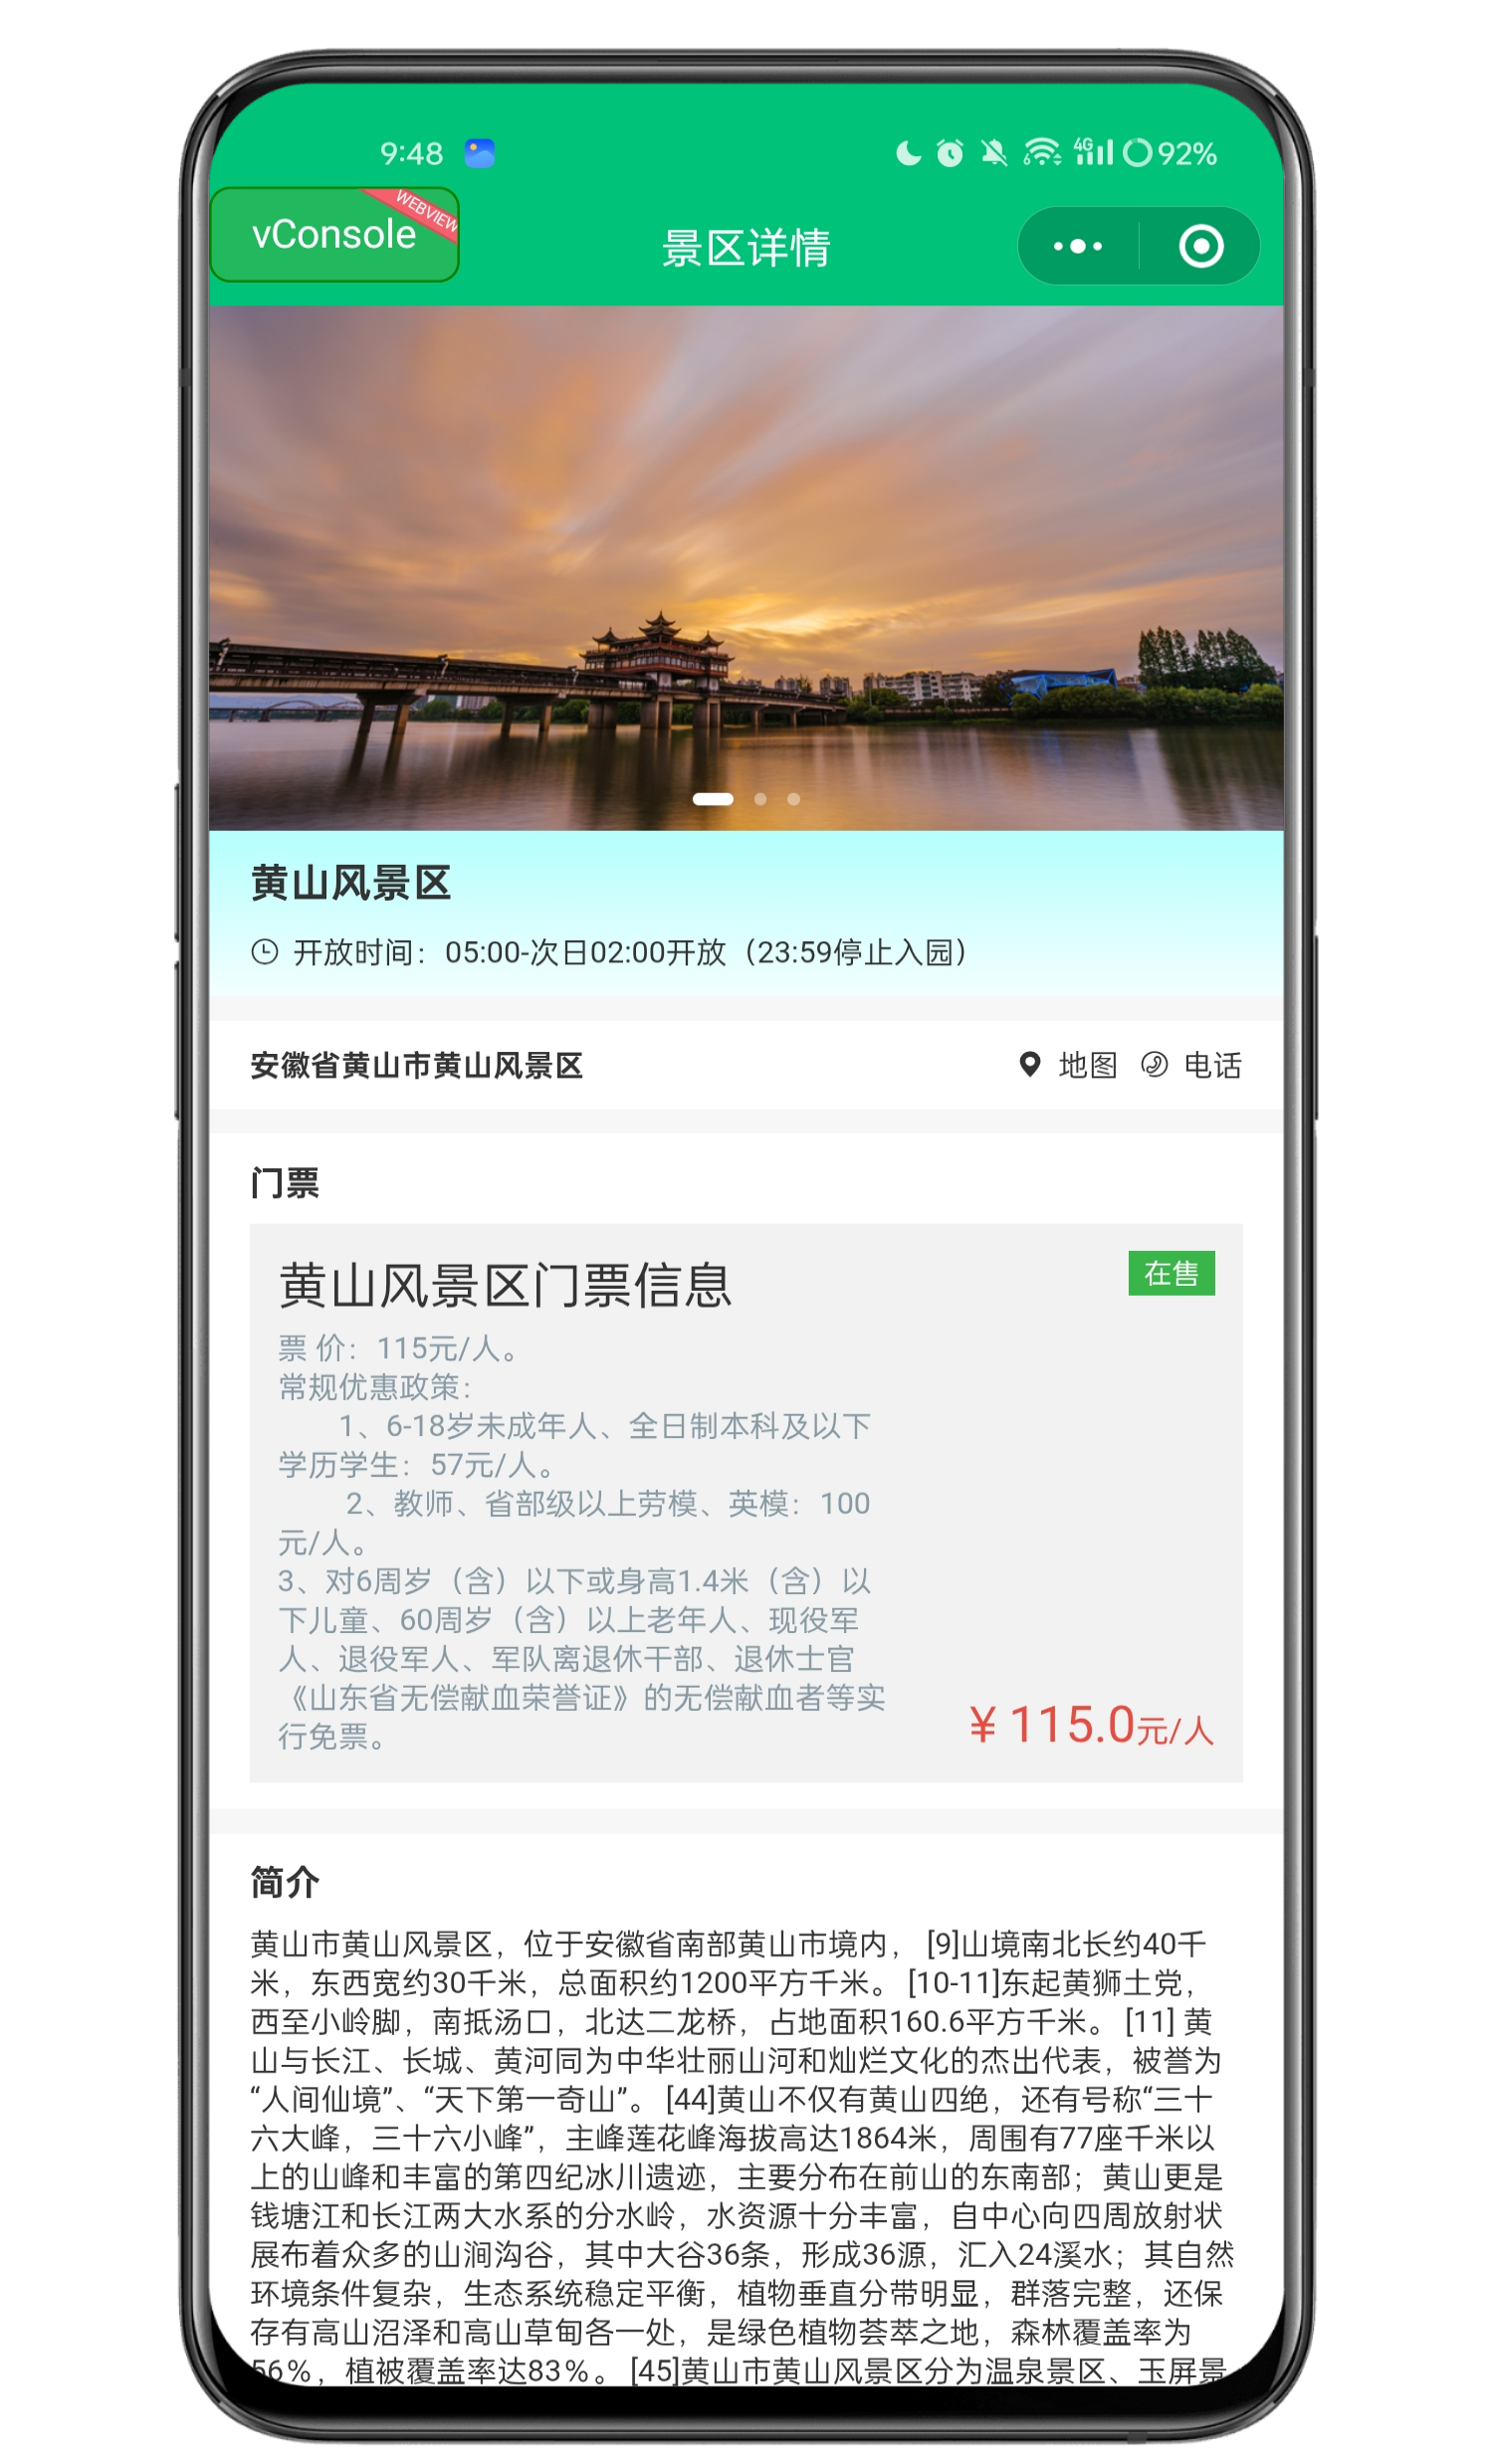 9:48
4G
92%
vConsole
WEBVIEW
景区详情
黄山风景区
开放时间：05:00-次日02:00开放（23:59停止入园）
安徽省黄山市黄山风景区
地图
电话
门票
黄山风景区门票信息
在售
票 价：115元/人。
常规优惠政策：
1、6-18岁未成年人、全日制本科及以下
学历学生：57元/人。
2、教师、省部级以上劳模、英模：100
元/人。
3、对6周岁（含）以下或身高1.4米（含）以
下儿童、60周岁（含）以上老年人、现役军
人、退役军人、军队离退休干部、退休士官
《山东省无偿献血荣誉证》的无偿献血者等实
行免票。
¥ 115.0元/人
简介
黄山市黄山风景区，位于安徽省南部黄山市境内， [9]山境南北长约40千
米，东西宽约30千米，总面积约1200平方千米。 [10-11]东起黄狮土党，
西至小岭脚，南抵汤口，北达二龙桥，占地面积160.6平方千米。 [11] 黄
山与长江、长城、黄河同为中华壮丽山河和灿烂文化的杰出代表，被誉为
“人间仙境”、“天下第一奇山”。 [44]黄山不仅有黄山四绝，还有号称“三十
六大峰，三十六小峰”，主峰莲花峰海拔高达1864米，周围有77座千米以
上的山峰和丰富的第四纪冰川遗迹，主要分布在前山的东南部；黄山更是
钱塘江和长江两大水系的分水岭，水资源十分丰富，自中心向四周放射状
展布着众多的山涧沟谷，其中大谷36条，形成36源，汇入24溪水；其自然
环境条件复杂，生态系统稳定平衡，植物垂直分带明显，群落完整，还保
存有高山沼泽和高山草甸各一处，是绿色植物荟萃之地，森林覆盖率为
56%，植被覆盖率达83%。 [45]黄山市黄山风景区分为温泉景区、玉屏景